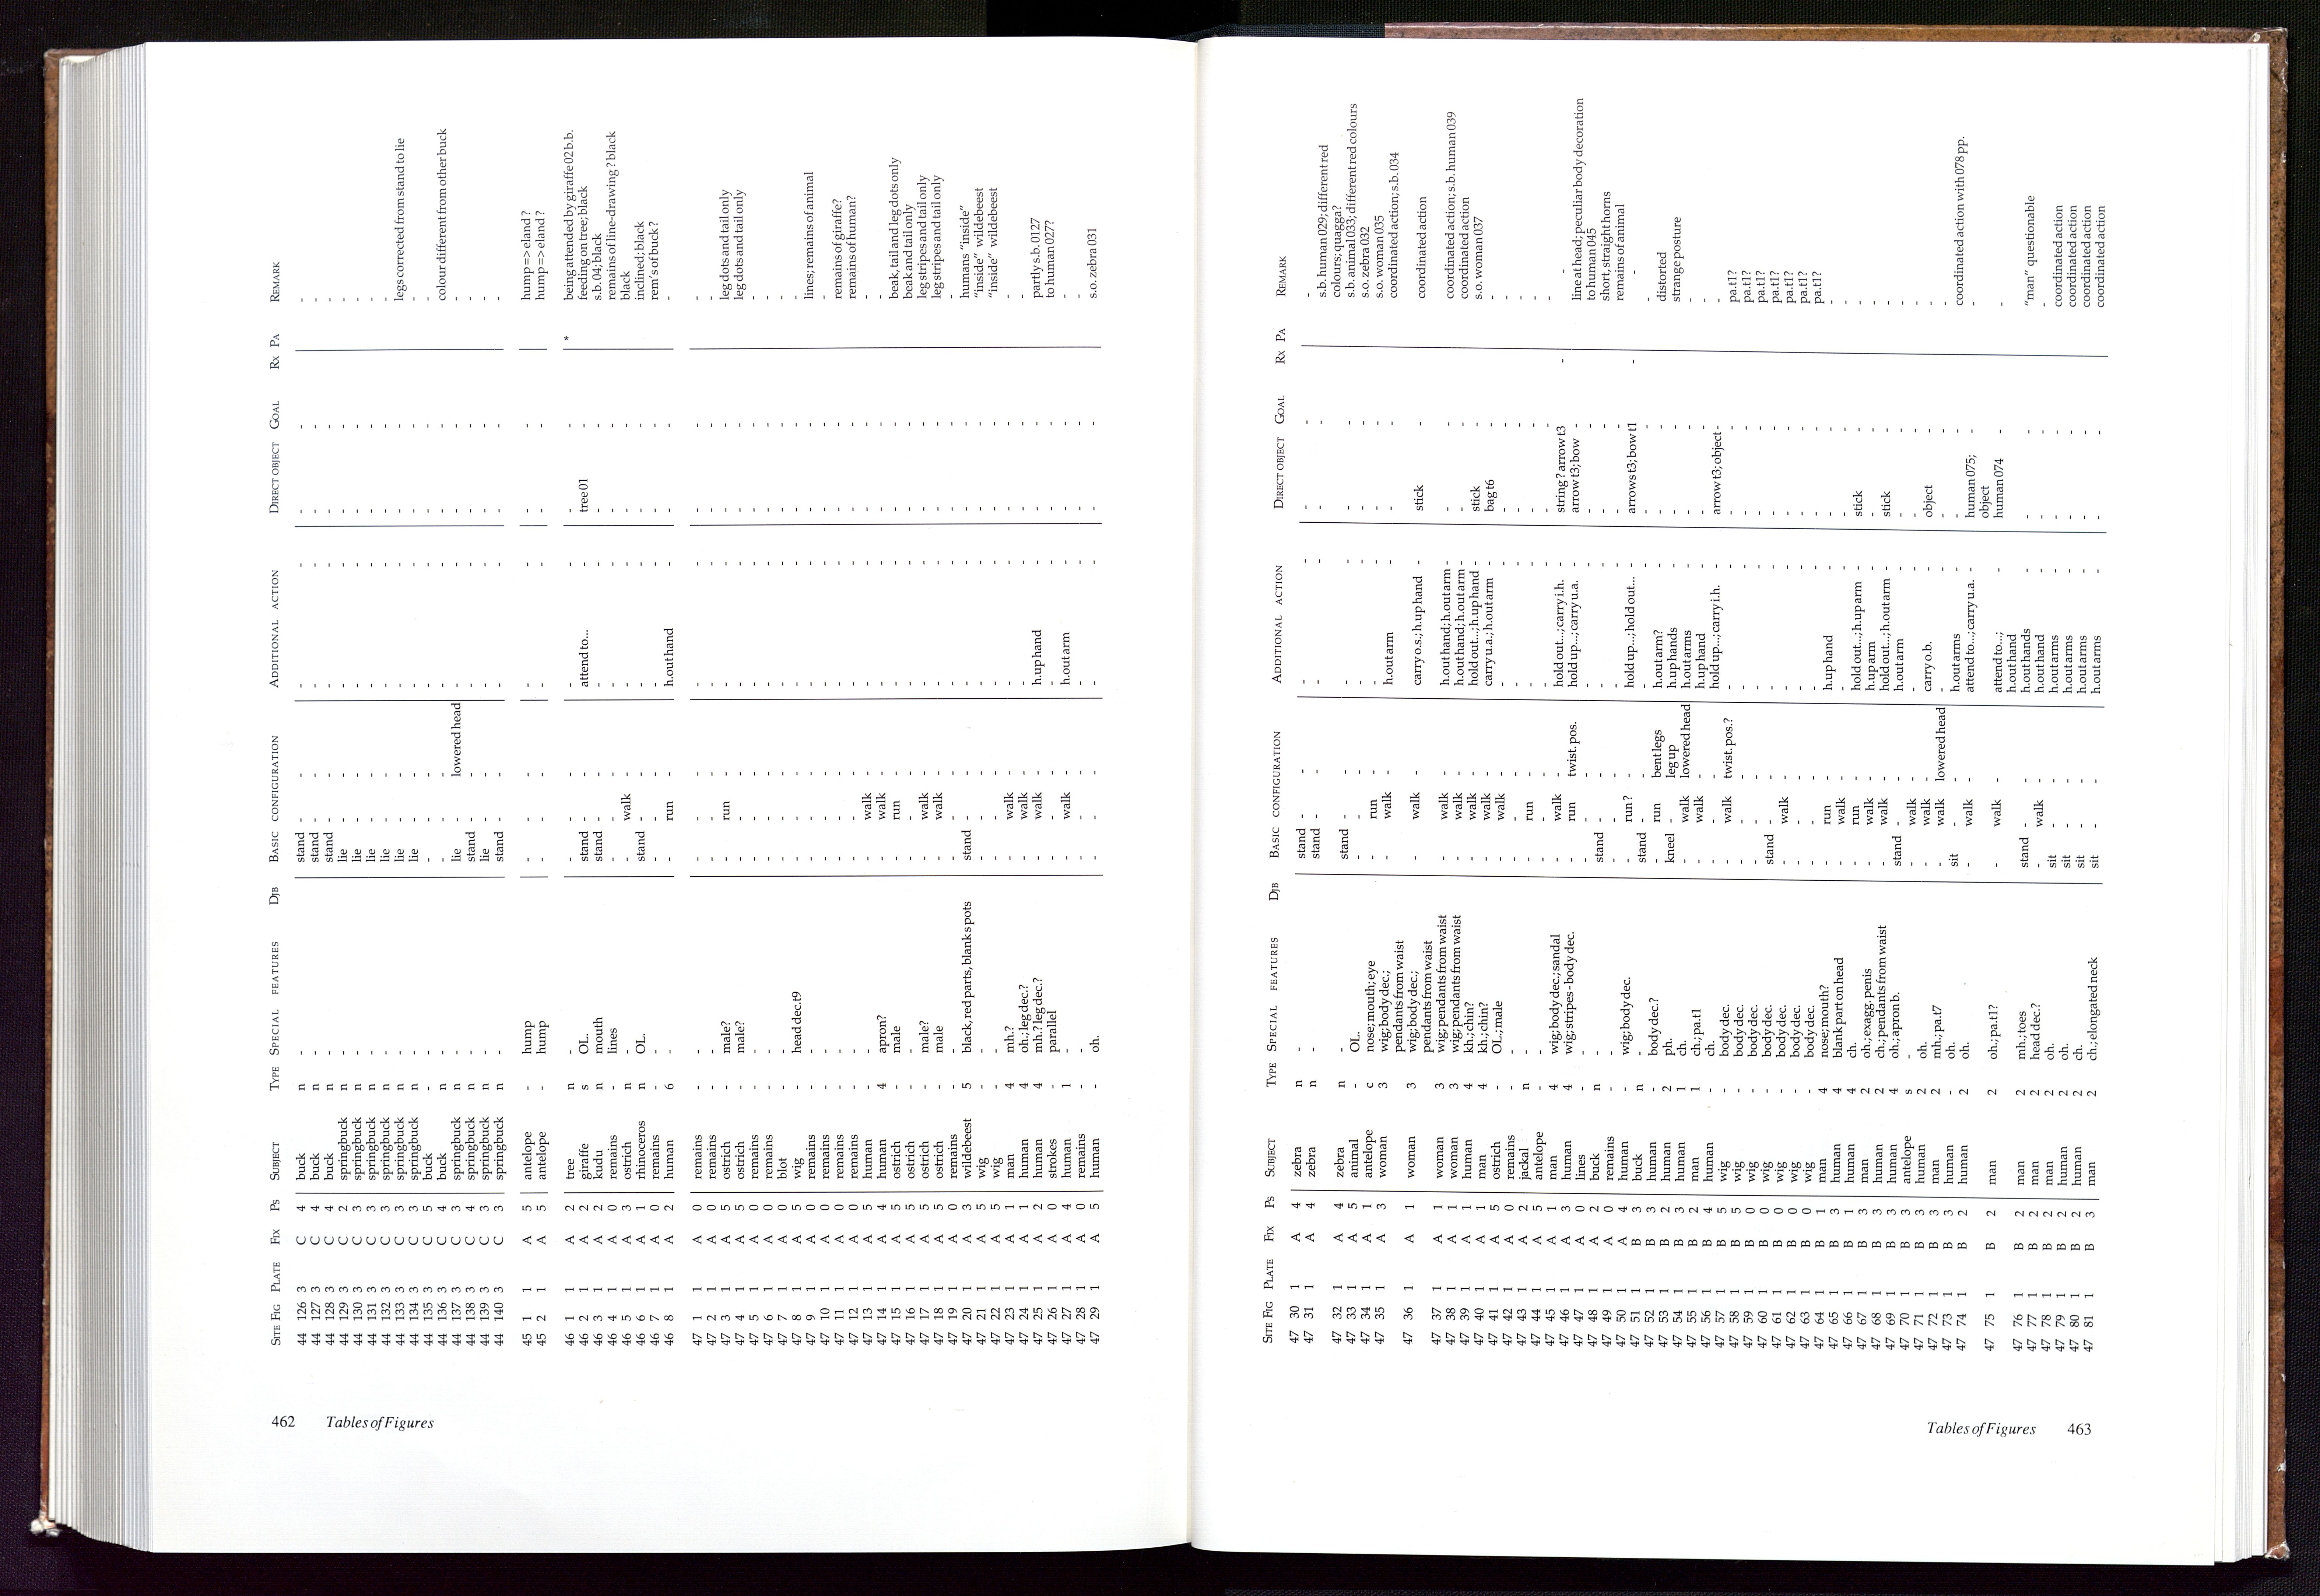 SITE FIG PLATE FIX PS SUBJECT TYPE SPECIAL FEATURES DJB BASIC CONFIGURATION ADDITIONAL ACTION DIRECT OBJECT GOAL RX PA REMARK
44 126 3 C 4 buck n - stand - - - - - - -
44 127 3 C 4 buck n - stand - - - - - - -
44 128 3 C 4 buck n - stand - - - - - - -
44 129 3 C 2 springbuck n - lie - - - - - - -
44 130 3 C 3 springbuck n - lie - - - - - - -
44 131 3 C 3 springbuck n - lie - - - - - - -
44 132 3 C 3 springbuck n - lie - - - - - - -
44 133 3 C 3 springbuck n - lie - - - - - - legs corrected from stand to lie
44 134 3 C 3 springbuck n - lie - - - - - - -
44 135 3 C 5 buck - - - - - - - - - -
44 136 3 C 4 buck n - - - - - - - - colour different from other buck
44 137 3 C 3 springbuck n - lie - lowered head - - - - -
44 138 3 C 4 springbuck n - stand - - - - - - -
44 139 3 C 3 springbuck n - lie - - - - - - -
44 140 3 C 3 springbuck n - stand - - - - - - -
45 1 1 A 5 antelope - hump - - - - - - - hump => eland?
45 2 1 A 5 antelope - hump - - - - - - - hump => eland?
46 1 1 A 2 tree n - - - - - - - - * being attended by giraffe 02 b.b.
46 2 1 A 2 giraffe s OL. stand - - attend to... - tree 01 - feeding on tree; black
46 3 1 A 2 kudu n mouth stand - - - - - - s.b. 04; black
46 4 1 A 0 remains - lines - - - - - - - remains of line-drawing? black
46 5 1 A 3 ostrich n - - walk - - - - - black
46 6 1 A 1 rhinoceros n OL. stand - - - - - - inclined; black
46 7 1 A 0 remains - - - - - - - - - rem's of buck?
46 8 1 A 2 human 6 - - run - h.out hand - - - -
47 1 1 A 0 remains - - - - - - - - - -
47 2 1 A 0 remains - - - - - - - - - -
47 3 1 A 5 ostrich - male? - run - - - - - leg dots and tail only
47 4 1 A 5 ostrich - male? - - - - - - - leg dots and tail only
47 5 1 A 0 remains - - - - - - - - - -
47 6 1 A 0 remains - - - - - - - - - -
47 7 1 A 0 blot - - - - - - - - - -
47 8 1 A 5 wig - head dec.t9 - - - - - - - -
47 9 1 A 0 remains - - - - - - - - - lines; remains of animal
47 10 1 A 0 remains - - - - - - - - - -
47 11 1 A 0 remains - - - - - - - - - remains of giraffe?
47 12 1 A 0 remains - - - - - - - - - remains of human?
47 13 1 A 5 human - - - walk - - - - - -
47 14 1 A 4 human 4 apron? - walk - - - - - -
47 15 1 A 5 ostrich - male - run - - - - - beak, tail and leg dots only
47 16 1 A 5 ostrich - - - - - - - - - beak and tail only
47 17 1 A 5 ostrich - male? - walk - - - - - leg stripes and tail only
47 18 1 A 5 ostrich - male - walk - - - - - leg stripes and tail only
47 19 1 A 0 remains - - - - - - - - - -
47 20 1 A 3 wildebeest 5 black, red parts, blank spots stand - - - - - - humans "inside"
47 21 1 A 5 wig - - - - - - - - - "inside" wildebeest
47 22 1 A 5 wig - - - - - - - - - "inside" wildebeest
47 23 1 A 1 man 4 mh.? - walk - - - - - -
47 24 1 A 1 human 4 oh.; leg dec.? - walk - - - - - -
47 25 1 A 2 human 4 mh.? leg dec.? - walk - h.up hand - - - partly s.b. 0127
47 26 1 A 0 strokes - parallel - - - - - - - to human 027?
47 27 1 A 4 human 1 - - walk - h.out arm - - - -
47 28 1 A 0 remains - - - - - - - - - -
47 29 1 A 5 human - oh. - - - - - - - s.o. zebra 031
462 Tables of Figures
SITE FIG PLATE FIX PS SUBJECT TYPE SPECIAL FEATURES DJB BASIC CONFIGURATION ADDITIONAL ACTION DIRECT OBJECT GOAL RX PA REMARK
47 30 1 A 4 zebra n - stand - - - - - - -
47 31 1 A 4 zebra n - stand - - - - - - s.b. human 029; different red
colours; quagga?
47 32 1 A 4 zebra n - stand - - - - - - s.b. animal 033; different red colours
47 33 1 A 5 animal - OL. - - - - - - - s.o. zebra 032
47 34 1 A 1 antelope c nose; mouth; eye - run - - - - - s.o. woman 035
47 35 1 A 3 woman 3 wig; body dec.; - walk - h.out arm - - - coordinated action; s.b. 034
pendants from waist
47 36 1 A 1 woman 3 wig; body dec.; - walk - carry o.s.; h.up hand - stick - coordinated action
pendants from waist
47 37 1 A 1 woman 3 wig; pendants from waist - walk - h.out hand; h.out arm - - - coordinated action; s.b. human 039
47 38 1 A 1 woman 3 wig; pendants from waist - walk - h.out hand; h.out arm - - - coordinated action
47 39 1 A 1 human 4 kh.; chin? - walk - hold out...; h.up hand - stick - s.o. woman 037
47 40 1 A 1 man 4 kh.; chin? - walk - carry u.a.; h.out arm - bag t6 - -
47 41 1 A 5 ostrich - OL.; male - walk - - - - - -
47 42 1 A 0 remains - - - - - - - - - -
47 43 1 A 2 jackal n - - run - - - - - -
47 44 1 A 5 antelope - - - - - - - - - -
47 45 1 A 1 man 4 wig; body dec.; sandal - walk - hold out...; carry i.h. - string? arrow t3 - - -
47 46 1 A 3 human 4 wig; stripes - body dec. - run twist. pos. hold up...; carry u.a. - arrow t3; bow - line at head; peculiar body decoration
47 47 1 A 0 lines - - - - - - - - - to human 045
47 48 1 A 2 buck n - stand - - - - - - short, straight horns
47 49 1 A 0 remains - - - - - - - - - remains of animal
47 50 1 A 4 human - wig; body dec. - run? - hold up...; hold out... - arrows t3; bow t1 - - -
47 51 1 B 3 buck n - stand - - - - - - -
47 52 1 B 3 human - body dec.? - run bent legs h.out arm? - - - distorted
47 53 1 B 2 human 2 ph. kneel - leg up h.up hands - - - strange posture
47 54 1 B 3 human 1 ch. - walk lowered head h.out arms - - - -
47 55 1 B 2 man 1 ch.; pa.t1 - walk - h.up hand - - - -
47 56 1 B 4 human - ch. - - - hold up...; carry i.h. - arrow t3; object - -
47 57 1 B 5 wig - body dec. - walk twist. pos.? - - - - pa.t1?
47 58 1 B 5 wig - body dec. - - - - - - - pa.t1?
47 59 1 B 0 wig - body dec. - - - - - - - pa.t1?
47 60 1 B 0 wig - body dec. stand - - - - - - pa.t1?
47 61 1 B 0 wig - body dec. - walk - - - - - pa.t1?
47 62 1 B 0 wig - body dec. - - - - - - - pa.t1?
47 63 1 B 0 wig - body dec. - - - - - - - pa.t1?
47 64 1 B 1 man 4 nose; mouth? - run - h.up hand - - - -
47 65 1 B 3 human 4 blank part on head - walk - - - - - -
47 66 1 B 1 human 4 ch. - run - hold out...; h.up arm - stick - -
47 67 1 B 3 man 2 oh.; exagg. penis - walk - h.up arm - - - -
47 68 1 B 3 human 2 ch.; pendants from waist - walk - hold out...; h.out arm - stick - -
47 69 1 B 3 human 4 oh.; apron b. stand - - h.out arm - - - -
47 70 1 B 3 antelope s - - walk - - - - - -
47 71 1 B 3 human 2 oh. - walk - carry o.b. - object - -
47 72 1 B 3 man 2 mh.; pa.t7 - walk lowered head - - - - -
47 73 1 B 3 human - oh. sit - - h.out arms - - - coordinated action with 078 pp.
47 74 1 B 2 human 2 oh. - walk - attend to...; carry u.a. - human 075; - -
object
47 75 1 B 2 man 2 oh.; pa.t1? - walk - attend to...; - human 074 - -
h.out hand
47 76 1 B 2 man 2 mh.; toes stand - - h.out hands - - - "man" questionable
47 77 1 B 2 man 2 head dec.? - walk - h.out hand - - - -
47 78 1 B 2 man 2 oh. sit - - h.out arms - - - coordinated action
47 79 1 B 2 human 2 oh. sit - - h.out arms - - - coordinated action
47 80 1 B 2 human 2 ch. sit - - h.out arms - - - coordinated action
47 81 1 B 3 man 2 ch.; elongated neck sit - - h.out arms - - - coordinated action
Tables of Figures 463